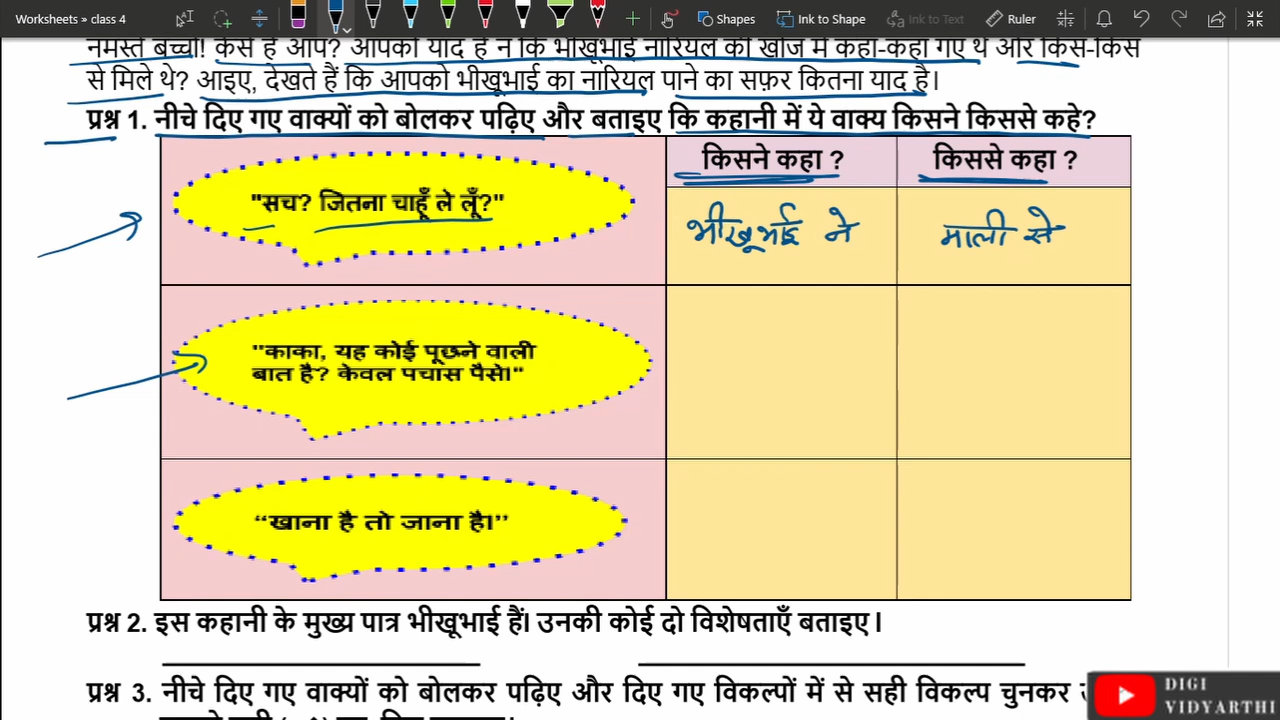 Worksheets » class 4
Shapes
Ink to Shape
Ink to Text
Ruler
नमस्ते बच्चो! कैसे हैं आप? आपको याद है न कि भीखूभाई नारियल की खोज में कहाँ-कहाँ गए थे और किस-किस
से मिले थे? आइए, देखते हैं कि आपको भीखूभाई का नारियल पाने का सफ़र कितना याद है।
प्रश्न 1. नीचे दिए गए वाक्यों को बोलकर पढ़िए और बताइए कि कहानी में ये वाक्य किसने किससे कहे?
किसने कहा ? किससे कहा ?
"सच? जितना चाहूँ ले लूँ?"
भीखूभाई ने माली से
"काका, यह कोई पूछने वाली
बात है? केवल पचास पैसे।"
“खाना है तो जाना है।”
प्रश्न 2. इस कहानी के मुख्य पात्र भीखूभाई हैं। उनकी कोई दो विशेषताएँ बताइए।
प्रश्न 3. नीचे दिए गए वाक्यों को बोलकर पढ़िए और दिए गए विकल्पों में से सही विकल्प चुनकर
DIGI
VIDYARTHI